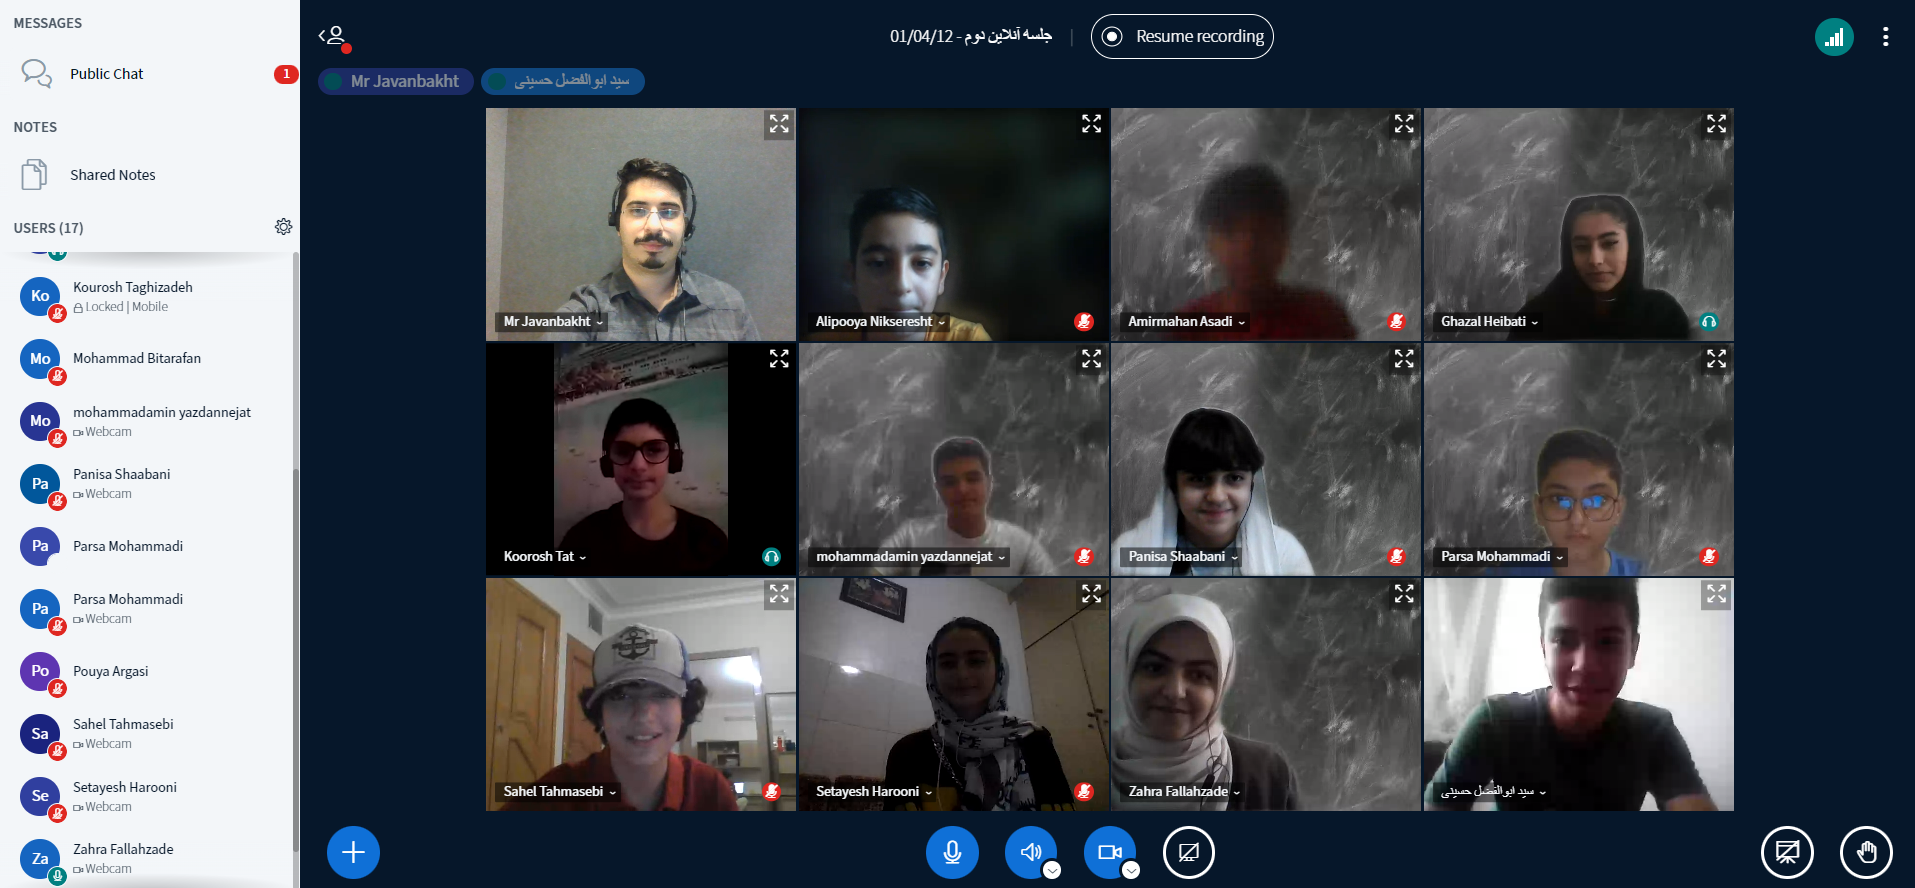 MESSAGES
Public Chat
1
NOTES
Shared Notes
USERS (17)
Ko
Kourosh Taghizadeh
Locked | Mobile
Mo
Mohammad Bitarafan
Mo
mohammadamin yazdannejat
Webcam
Pa
Panisa Shaabani
Webcam
Pa
Parsa Mohammadi
Pa
Parsa Mohammadi
Webcam
Po
Pouya Argasi
Sa
Sahel Tahmasebi
Webcam
Se
Setayesh Harooni
Webcam
Za
Zahra Fallahzade
Webcam
جلسه آنلاین دوم - 01/04/12
Resume recording
Mr Javanbakht
سید ابوالفضل حسینی
Mr Javanbakht
Alipooya Nikseresht
Amirmahan Asadi
Ghazal Heibati
Koorosh Tat
mohammadamin yazdannejat
Panisa Shaabani
Parsa Mohammadi
Sahel Tahmasebi
Setayesh Harooni
Zahra Fallahzade
سید ابوالفضل حسینی